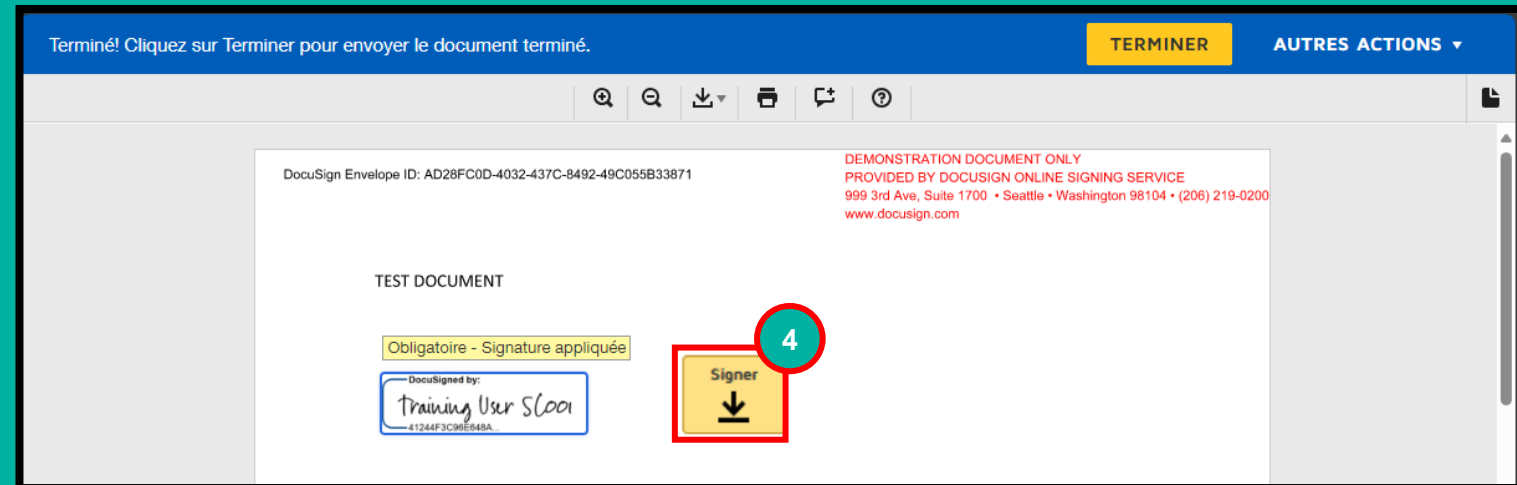 Terminé! Cliquez sur Terminer pour envoyer le document terminé.
TERMINER
AUTRES ACTIONS
DocuSign Envelope ID: AD28FC0D-4032-437C-8492-49C055B33871
DEMONSTRATION DOCUMENT ONLY
PROVIDED BY DOCUSIGN ONLINE SIGNING SERVICE
999 3rd Ave, Suite 1700 • Seattle • Washington 98104 • (206) 219-0200
www.docusign.com
TEST DOCUMENT
4
Obligatoire - Signature appliquée
Signer
DocuSigned by:
Training User SC001
41244F3C96E648A...